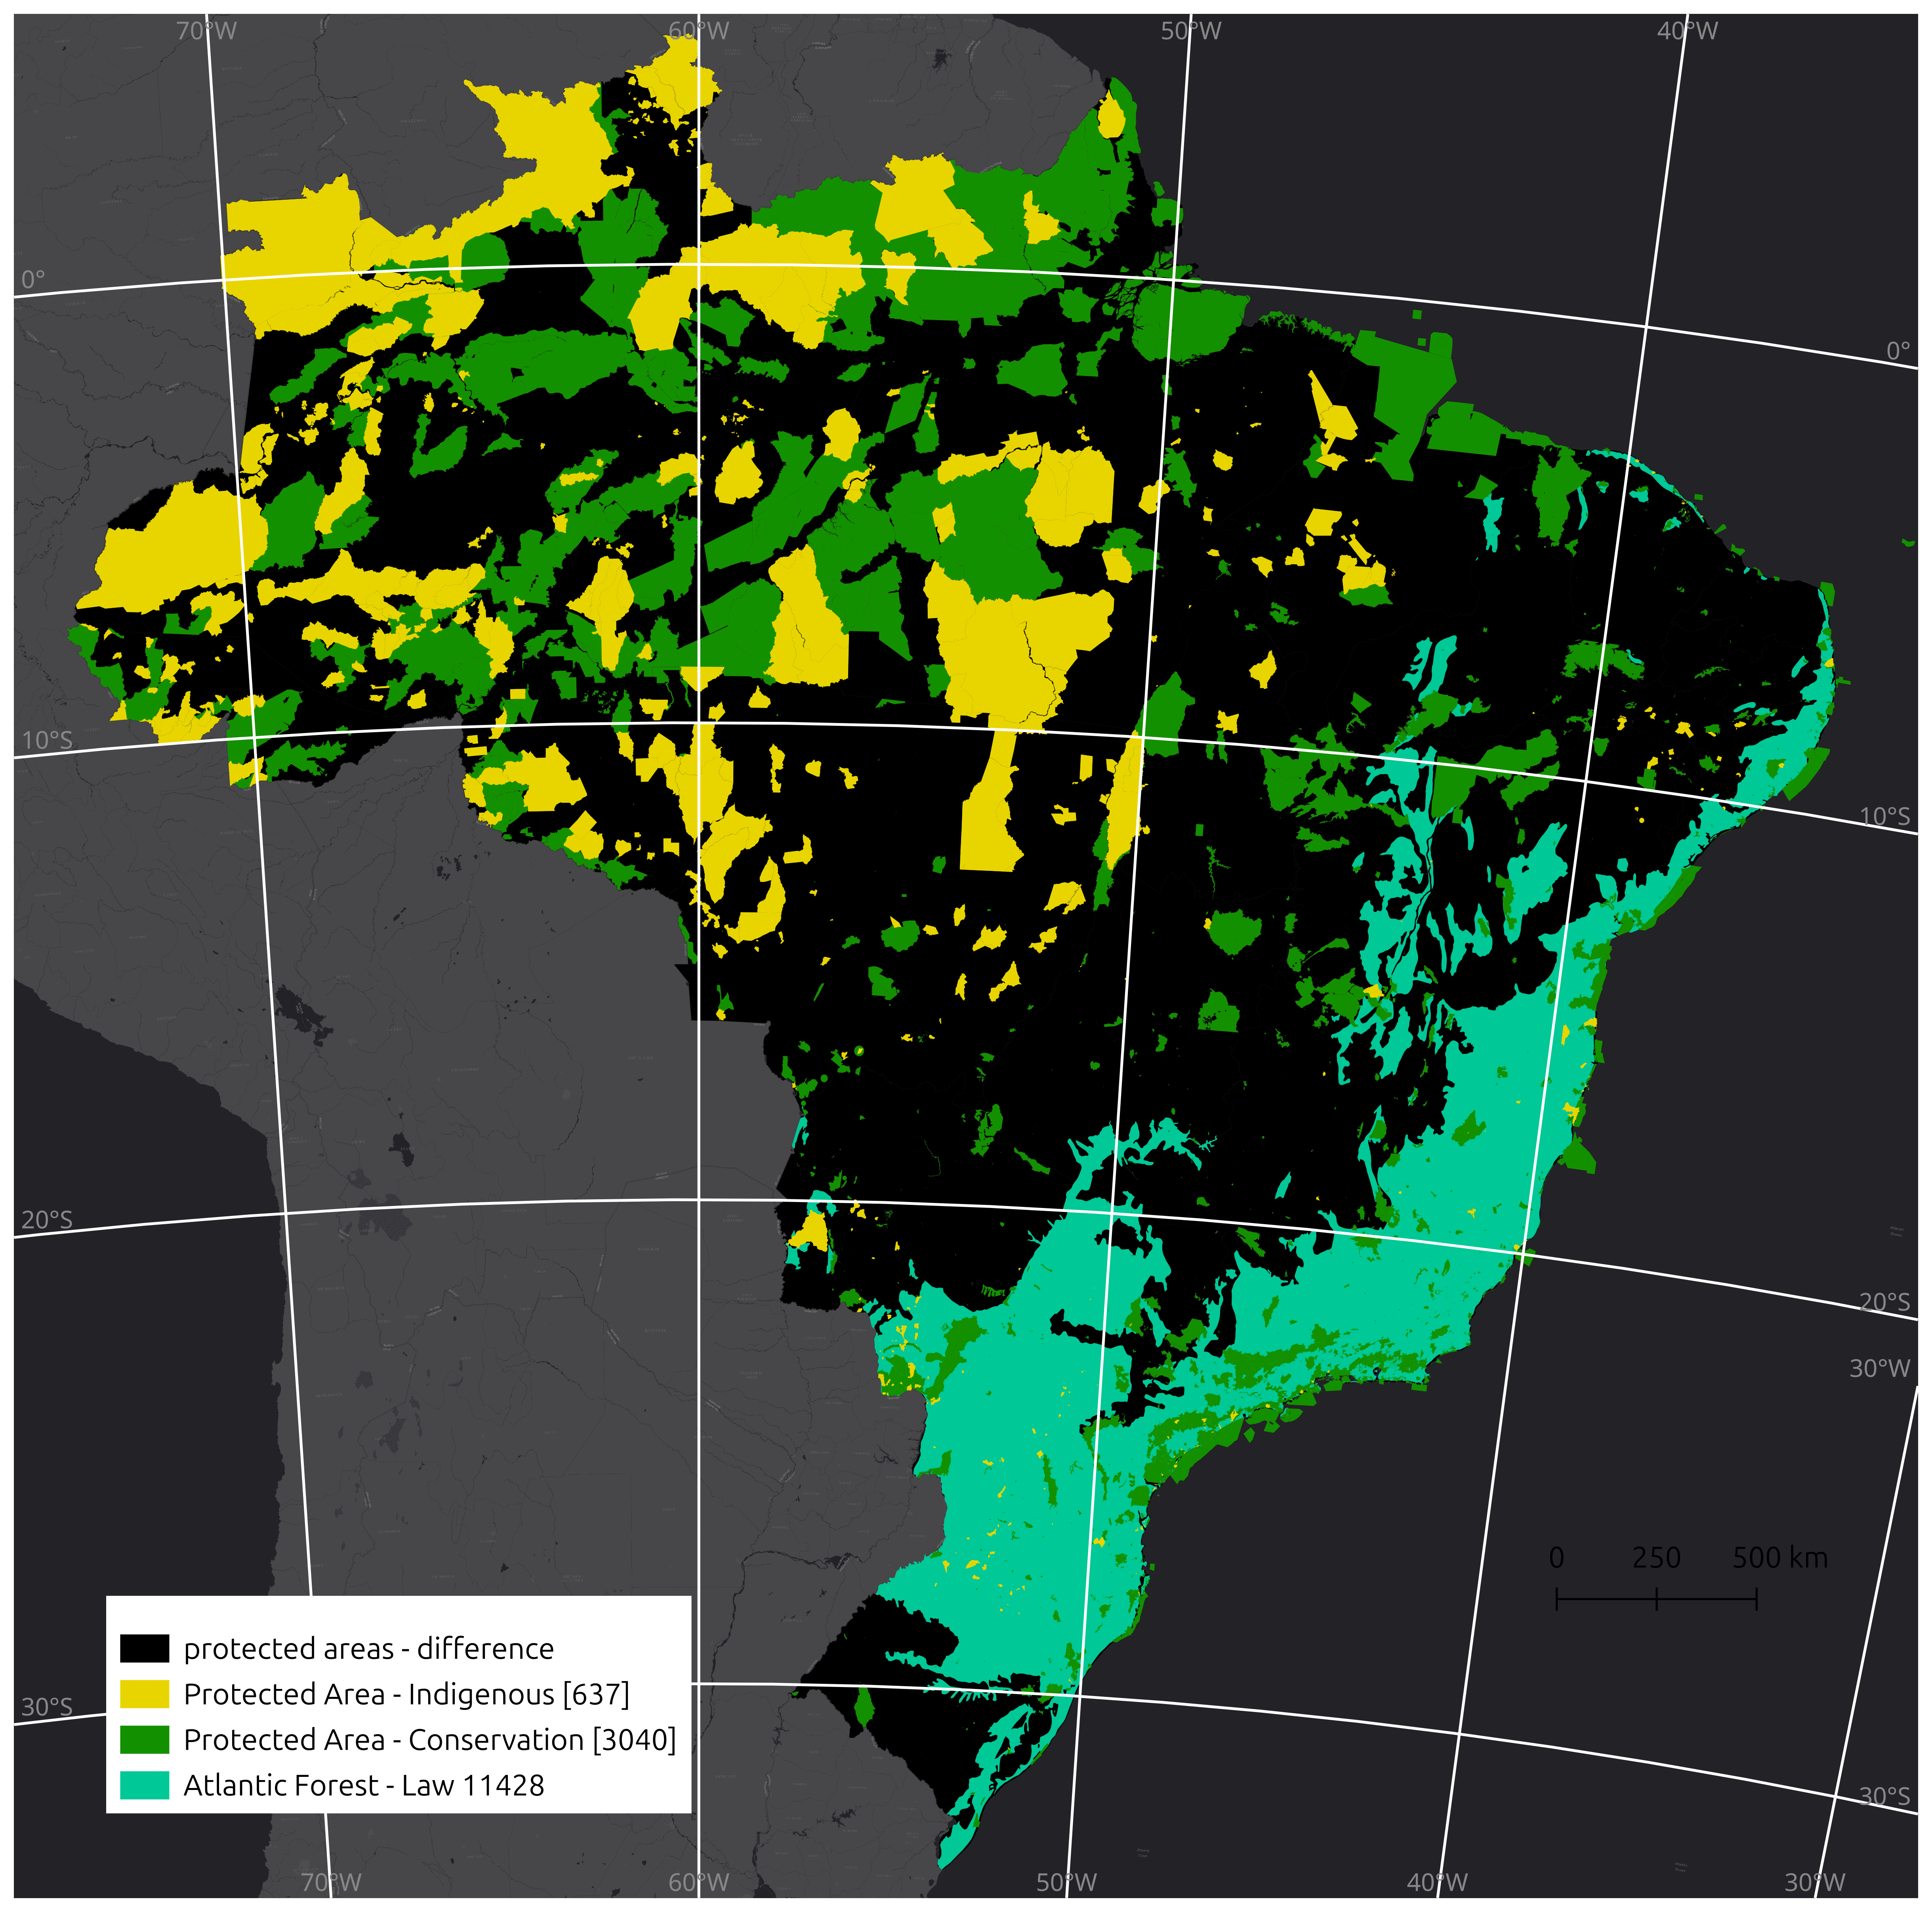 70°W 60°W 50°W 40°W
0°
0°
10°S
10°S
20°S
20°S
30°W
0 250 500 km
protected areas - difference
Protected Area - Indigenous [637]
Protected Area - Conservation [3040]
30°S
Atlantic Forest - Law 11428
30°S
70°W 60°W 50°W 40°W 30°W